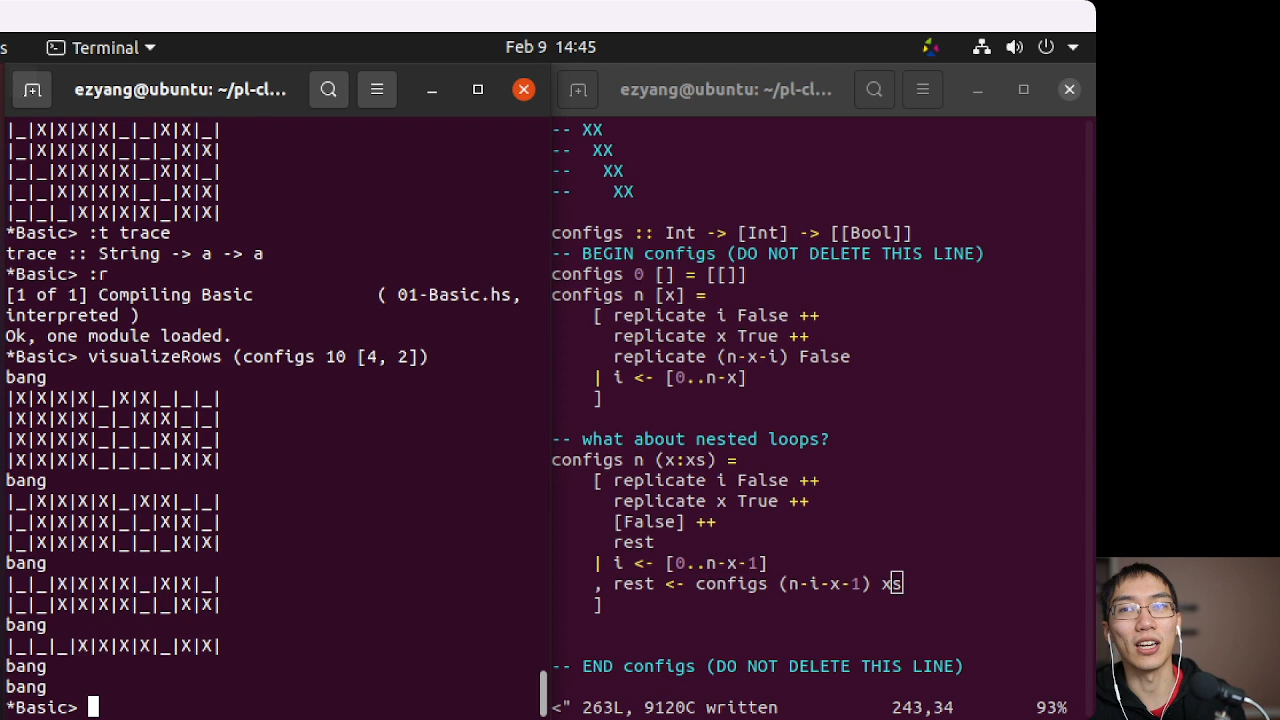 s Terminal Feb 9 14:45
ezyang@ubuntu: ~/pl-cl...
|_|X|X|X|X|_|_|X|X|_|
|_|X|X|X|X|_|_|_|X|X|
|_|_|X|X|X|X|_|X|X|_|
|_|_|X|X|X|X|_|_|X|X|
|_|_|_|X|X|X|X|_|X|X|
*Basic> :t trace
trace :: String -> a -> a
*Basic> :r
[1 of 1] Compiling Basic            ( 01-Basic.hs,
interpreted )
Ok, one module loaded.
*Basic> visualizeRows (configs 10 [4, 2])
bang
|X|X|X|X|_|X|X|_|_|_|
|X|X|X|X|_|_|X|X|_|_|
|X|X|X|X|_|_|_|X|X|_|
|X|X|X|X|_|_|_|_|X|X|
bang
|_|X|X|X|X|_|X|X|_|_|
|_|X|X|X|X|_|_|X|X|_|
|_|X|X|X|X|_|_|_|X|X|
bang
|_|_|X|X|X|X|_|X|X|_|
|_|_|X|X|X|X|_|_|X|X|
bang
|_|_|_|X|X|X|X|_|X|X|
bang
bang
*Basic>
ezyang@ubuntu: ~/pl-cl...
-- XX
--  XX
--   XX
--    XX
configs :: Int -> [Int] -> [[Bool]]
-- BEGIN configs (DO NOT DELETE THIS LINE)
configs 0 [] = [[]]
configs n [x] =
    [ replicate i False ++
      replicate x True ++
      replicate (n-x-i) False
    | i <- [0..n-x]
    ]
-- what about nested loops?
configs n (x:xs) =
    [ replicate i False ++
      replicate x True ++
      [False] ++
      rest
    | i <- [0..n-x-1]
    , rest <- configs (n-i-x-1) xs
    ]
-- END configs (DO NOT DELETE THIS LINE)
<" 263L, 9120C written 243,34 93%